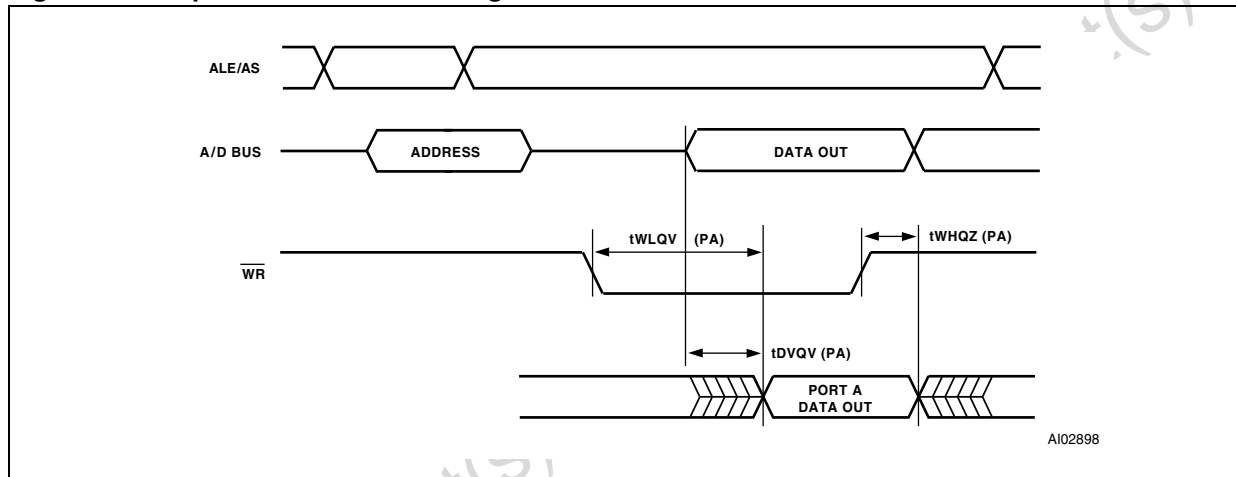 ALE/AS
A/D BUS
ADDRESS
DATA OUT
tWLQV (PA)
tWHQZ (PA)
WR
tDVQV (PA)
PORT A
DATA OUT
AI02898
t(s)
t(s)